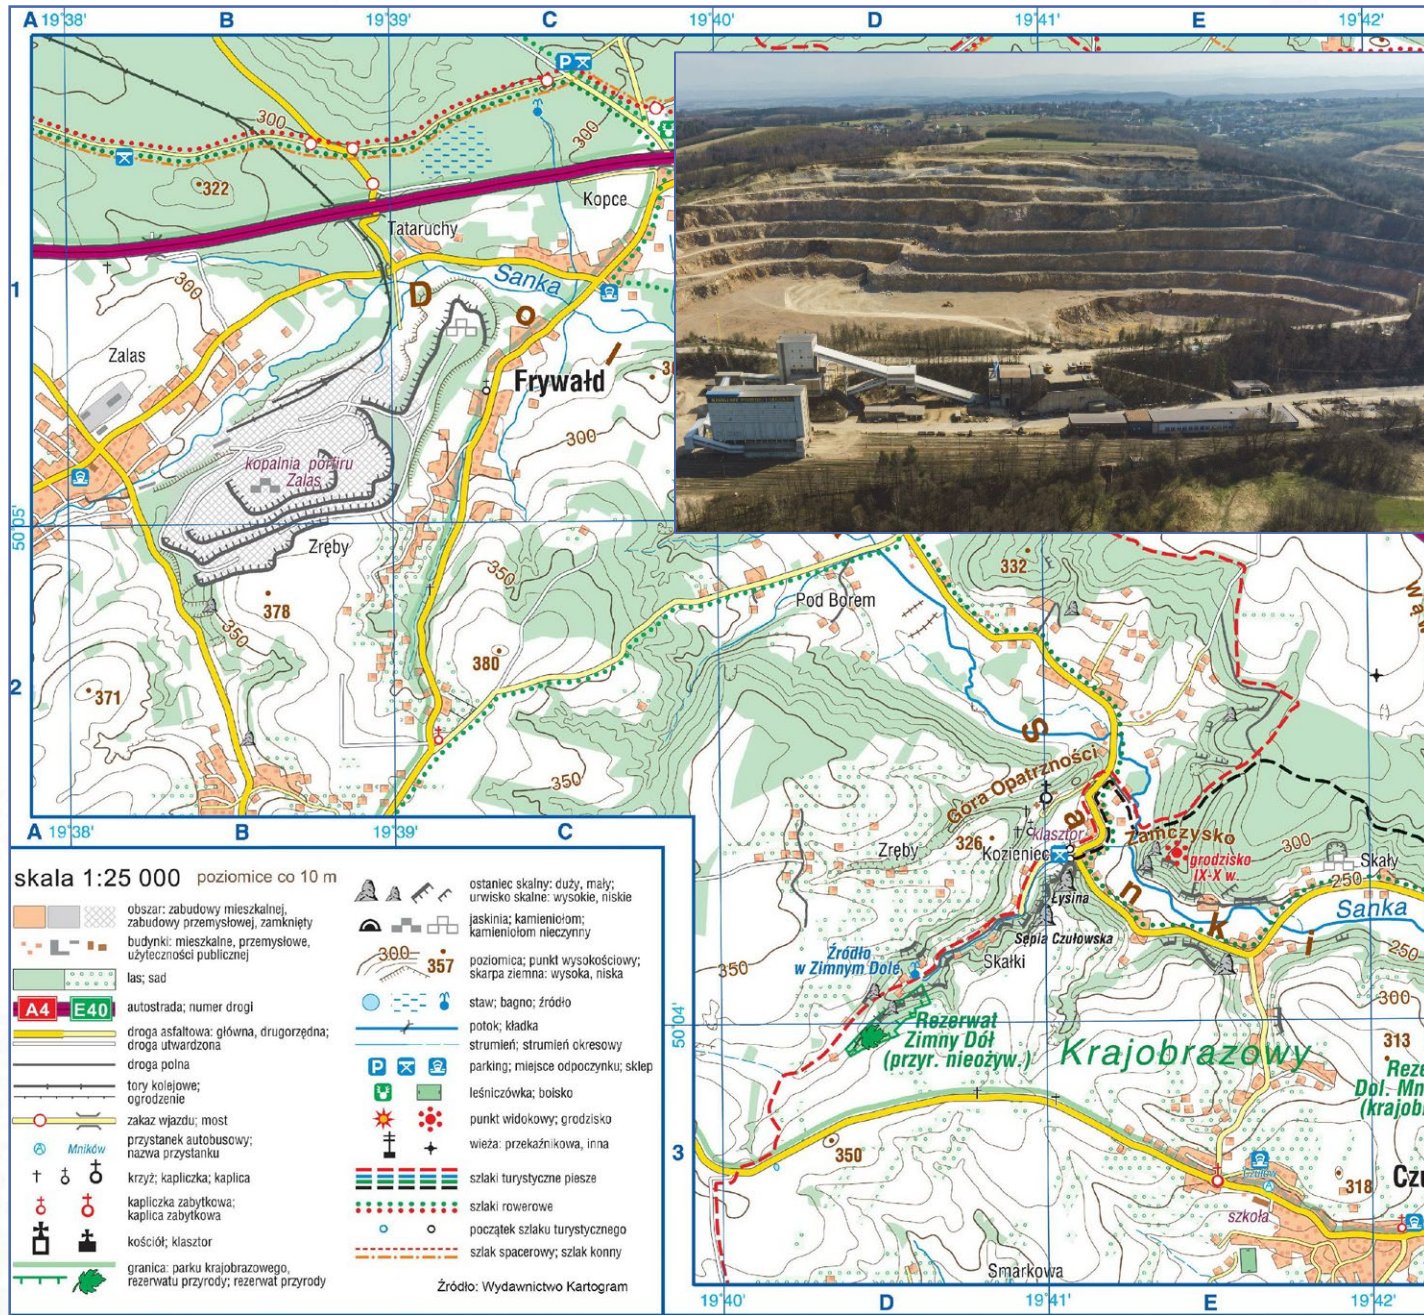 A 19°38' B 19°39' C 19°40' D 19°41' E 19°42'
P
300
322
300
Kopce
Tataruchy
Sanka
1
300
D
o
l
Zalas
Frywałd
300
kopalnia porfiru
Zalas
50°05'
Zręby
350
332
378
350
Pod Borem
380
2
371
S
350
Góra Opatrzności
a
klasztor
Zamczysko
Zręby
326
Kozieniec
grodzisko
IX-X w.
300
Skały
250
n
Łysina
Sanka
k
i
Sępia Czułowska
250
Źródło
w Zimnym Dole
Skałki
350
300
50°04'
Rezerwat
Zimny Dół
(przyr. nieożyw.)
Krajobrazowy
313
Reze
Dol. Mn
(krajobr
3
350
318
Czu
szkoła
Smarkowa
A 19°38' B 19°39' C
19°40' D 19°41' E 19°42'
skala 1:25 000 poziomice co 10 m
obszar: zabudowy mieszkalnej,
zabudowy przemysłowej, zamknięty
budynki: mieszkalne, przemysłowe,
użyteczności publicznej
las; sad
A4 E40 autostrada; numer drogi
droga asfaltowa: główna, drugorzędna;
droga utwardzona
droga polna
tory kolejowe;
ogrodzenie
zakaz wjazdu; most
przystanek autobusowy;
Mników nazwa przystanku
krzyż; kapliczka; kaplica
kapliczka zabytkowa;
kaplica zabytkowa
kościół; klasztor
granica: parku krajobrazowego,
rezerwatu przyrody; rezerwat przyrody
ostaniec skalny: duży, mały;
urwisko skalne: wysokie, niskie
jaskinia; kamieniołom;
kamieniołom nieczynny
300 357 poziomica; punkt wysokościowy;
skarpa ziemna: wysoka, niska
staw; bagno; źródło
potok; kładka
strumień; strumień okresowy
P parking; miejsce odpoczynku; sklep
leśniczówka; boisko
punkt widokowy; grodzisko
wieża: przekaźnikowa, inna
szlaki turystyczne piesze
szlaki rowerowe
początek szlaku turystycznego
szlak spacerowy; szlak konny
Źródło: Wydawnictwo Kartogram